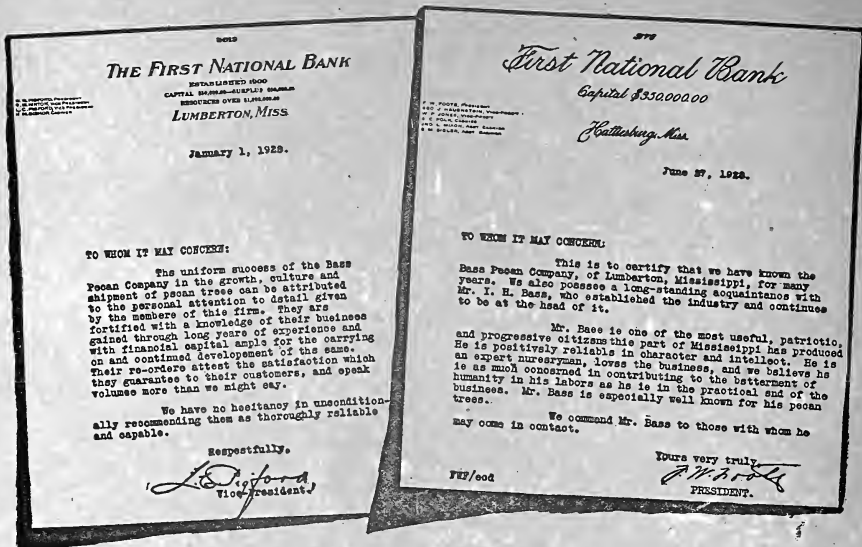 THE FIRST NATIONAL BANK
ESTABLISHED 1900
RESOURCES OVER
LUMBERTON, MISS.
January 1, 1928.
TO WHOM IT MAY CONCERN:
The uniform success of the Bass
Pecan Company in the growth, culture and
shipment of pecan trees can be attributed
to the personal attention to detail given
by the members of this firm. They are
fortified with a knowledge of their business
gained through long years of experience and
with financial capital ample for the carrying
on and continued developement of the same.
Their re-orders attest the satisfaction which
they guarantee to their customers, and speak
volumes more than we might say.
We have no hesitancy in uncondition-
ally recommending them as thoroughly reliable
and capable.
Respectfully,
Vice-President.
First National Bank
Capital $350,000.00
Hattiesburg, Miss.
F. W. FOOTE, PRESIDENT
June 27, 1928.
TO WHOM IT MAY CONCERN:
This is to certify that we have known the
Bass Pecan Company, of Lumberton, Mississippi, for many
years. We also possess a long-standing acquaintance with
Mr. I. H. Bass, who established the industry and continues
to be at the head of it.
Mr. Bass is one of the most useful, patriotic,
and progressive citizens this part of Mississippi has produced
He is positively reliable in character and intellect. He is
an expert nurseryman, loves the business, and we believe he
is as much concerned in contributing to the betterment of
humanity in his labors as he is in the practical end of the
business. Mr. Bass is especially well known for his pecan
trees.
We commend Mr. Bass to those with whom he
may come in contact.
Yours very truly,
FWF/eod
PRESIDENT.